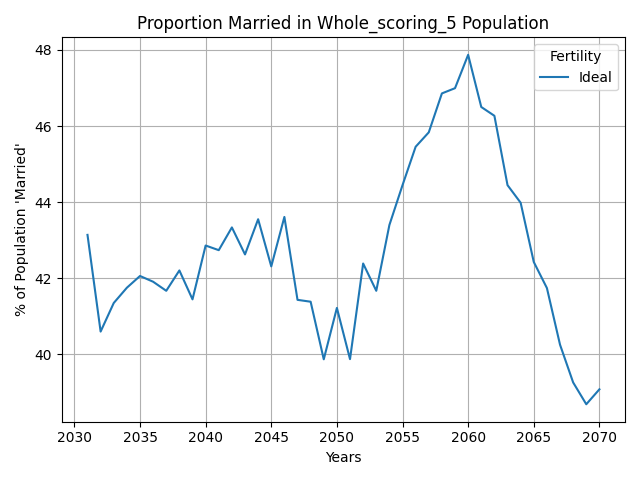 Proportion Married in Whole_scoring_5 Population
Fertility
Ideal
% of Population 'Married'
48
46
44
42
40
2030 2035 2040 2045 2050 2055 2060 2065 2070
Years